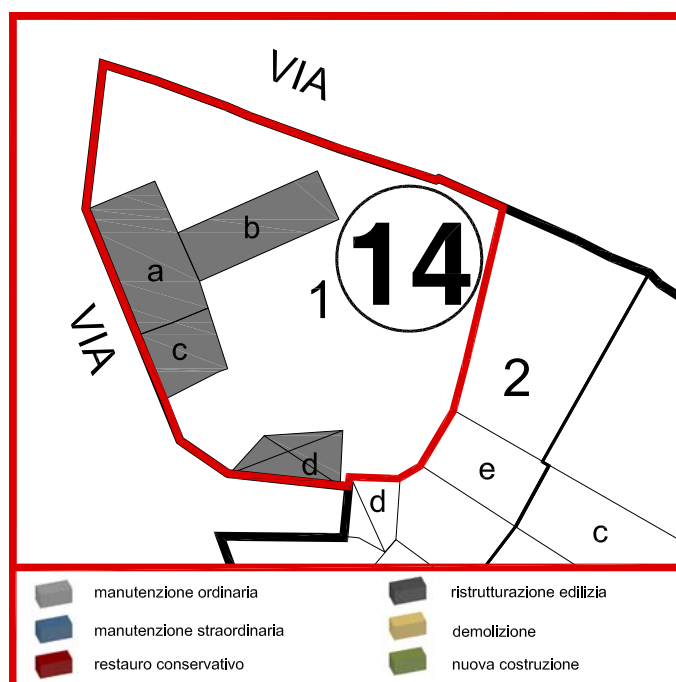 VIA
b
14
a
1
VIA
c
2
d
e
d
c
manutenzione ordinaria
ristrutturazione edilizia
manutenzione straordinaria
demolizione
restauro conservativo
nuova costruzione